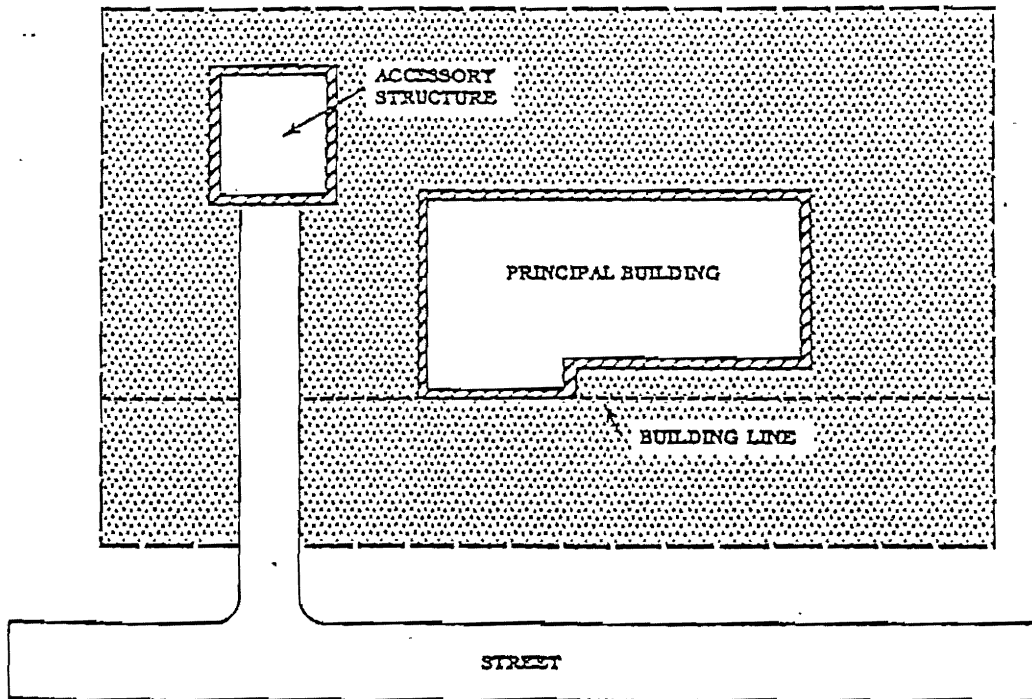 ACCESSORY
STRUCTURE
PRINCIPAL BUILDING
BUILDING LINE
STREET